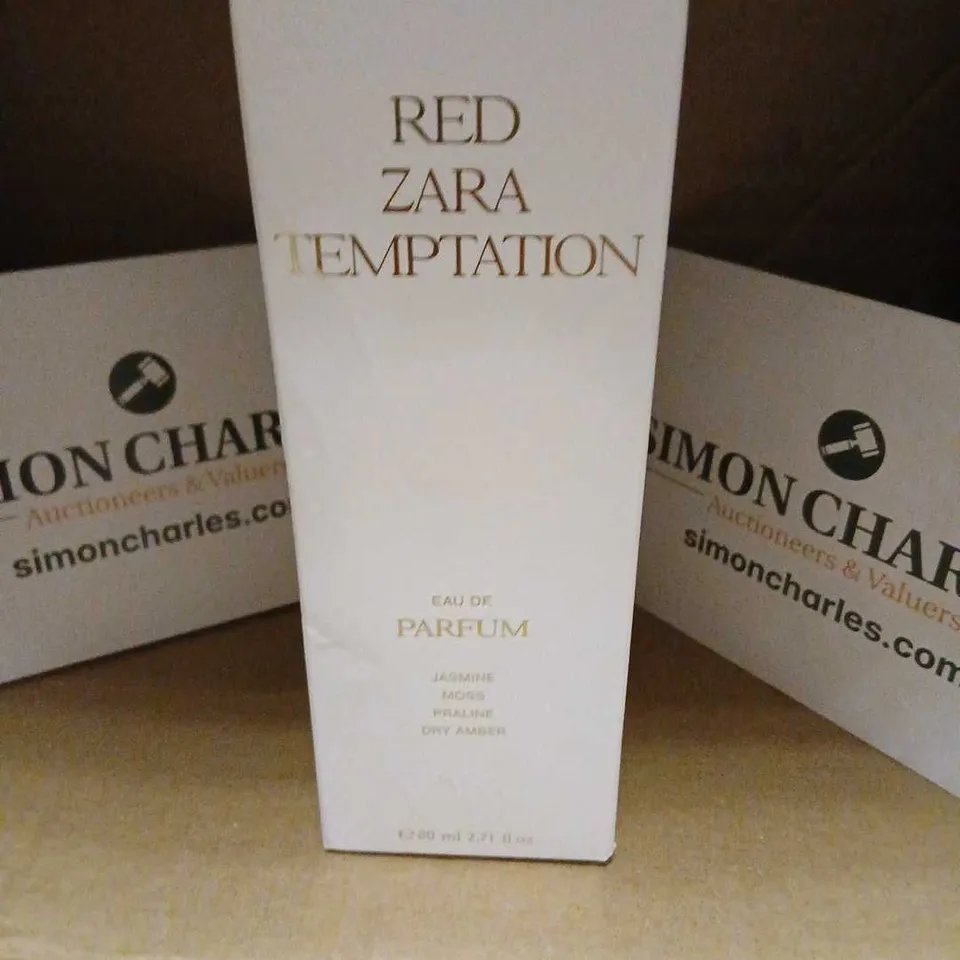 RED
ZARA
TEMPTATION
EAU DE
PARFUM
JASMINE
MOSS
PRALINE
DRY AMBER
80 ml 2.71 fl oz
MON CHAR
Auctioneers & Valuer
simoncharles.co
SIMON CHAR
Auctioneers & Valuers
simoncharles.com